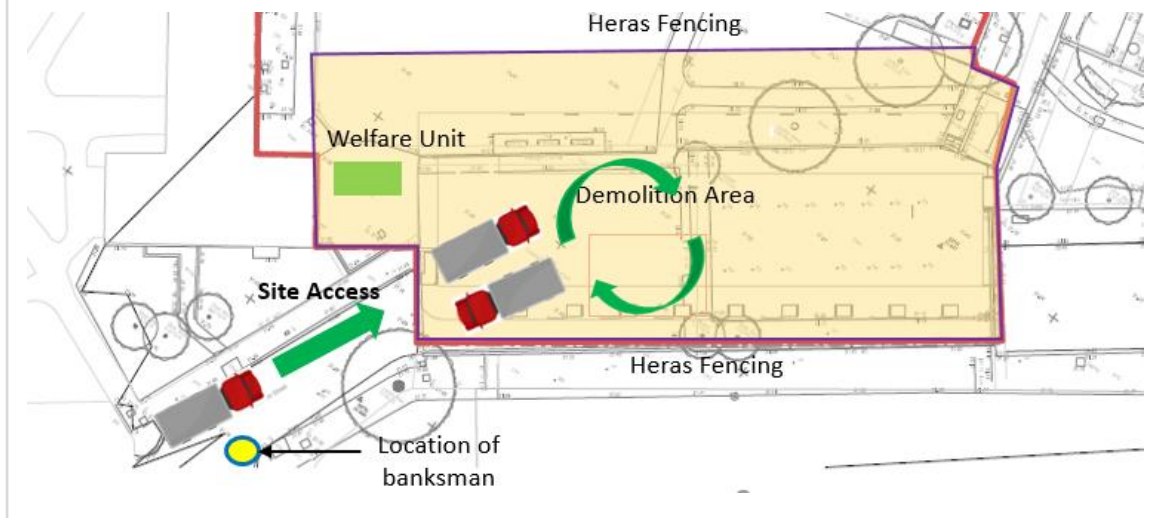 Heras Fencing
Welfare Unit
Demolition Area
Site Access
Heras Fencing
Location of
banksman